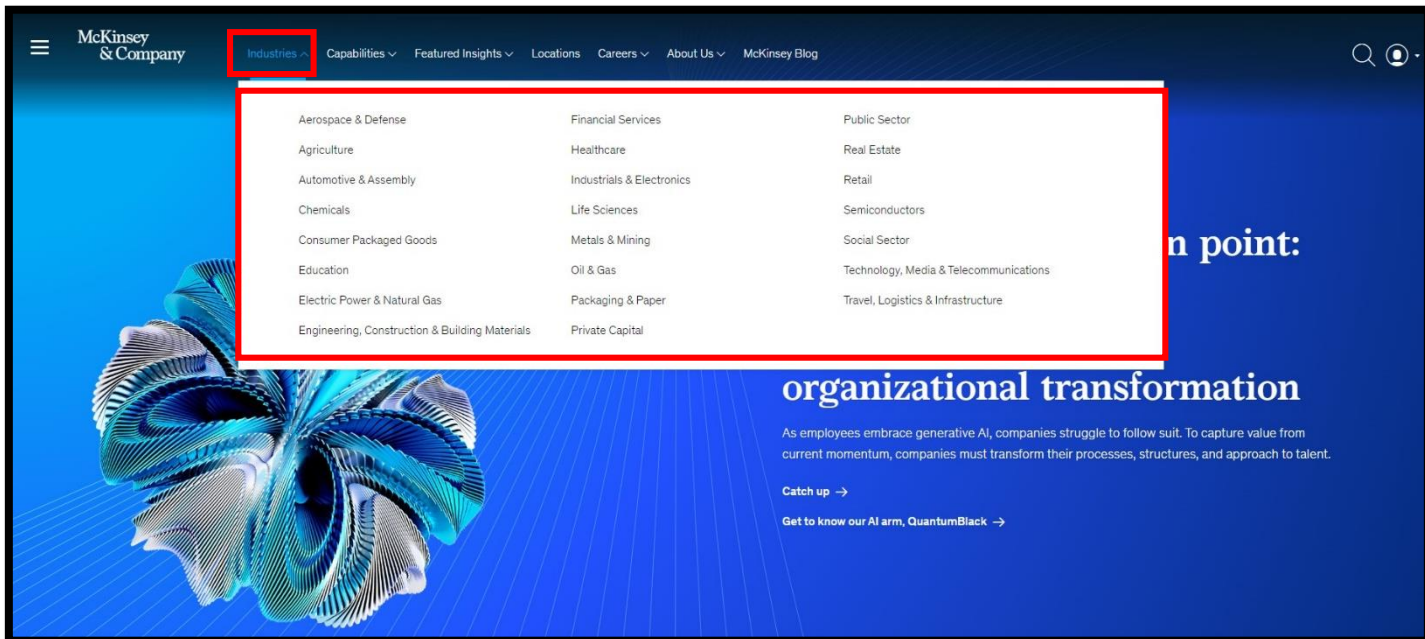 McKinsey
& Company
Industries Capabilities Featured Insights Locations Careers About Us McKinsey Blog
Aerospace & Defense
Agriculture
Automotive & Assembly
Chemicals
Consumer Packaged Goods
Education
Electric Power & Natural Gas
Engineering, Construction & Building Materials
Financial Services
Healthcare
Industrials & Electronics
Life Sciences
Metals & Mining
Oil & Gas
Packaging & Paper
Private Capital
Public Sector
Real Estate
Retail
Semiconductors
Social Sector
Technology, Media & Telecommunications
Travel, Logistics & Infrastructure
point:
organizational transformation
As employees embrace generative AI, companies struggle to follow suit. To capture value from
current momentum, companies must transform their processes, structures, and approach to talent.
Catch up →
Get to know our AI arm, QuantumBlack →